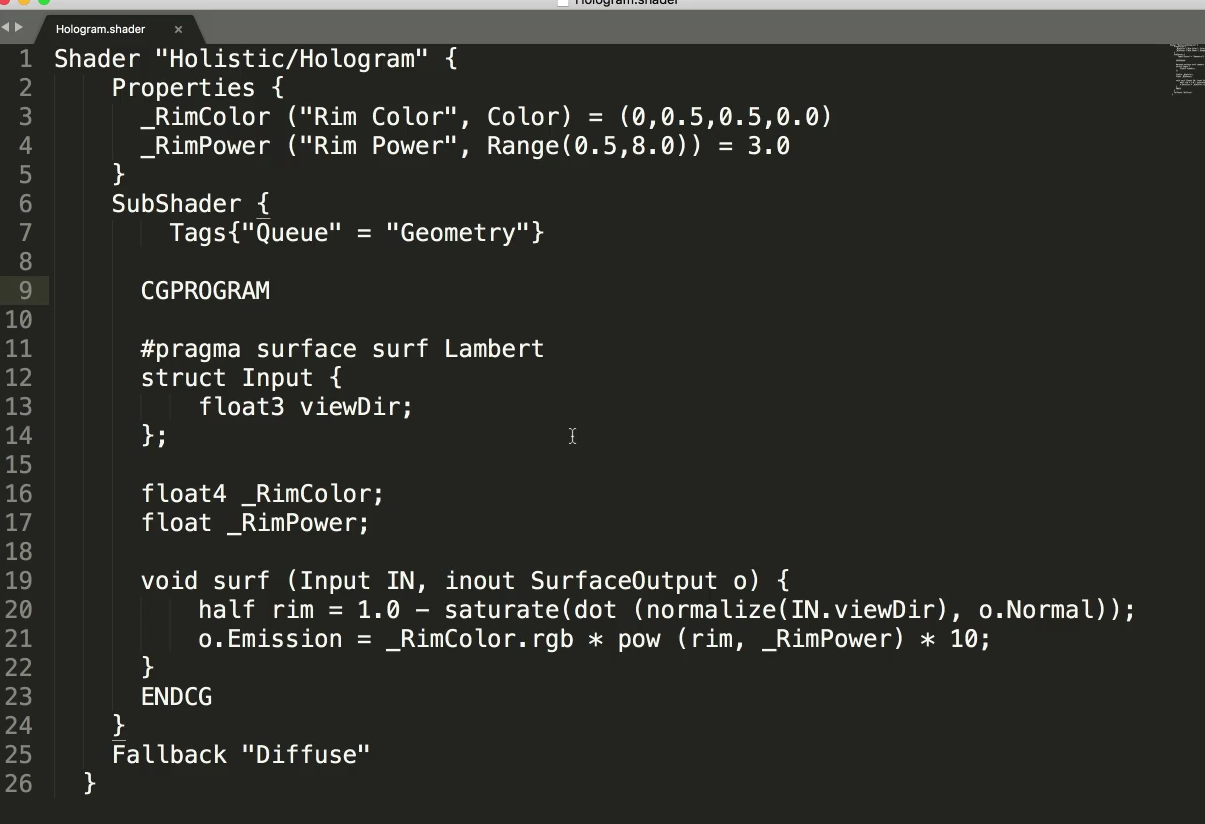 Hologram.shader
Hologram.shader ×
1 Shader "Holistic/Hologram" {
2 Properties {
3 _RimColor ("Rim Color", Color) = (0,0.5,0.5,0.0)
4 _RimPower ("Rim Power", Range(0.5,8.0)) = 3.0
5 }
6 SubShader {
7 Tags{"Queue" = "Geometry"}
8
9 CGPROGRAM
10
11 #pragma surface surf Lambert
12 struct Input {
13 float3 viewDir;
14 };
15
16 float4 _RimColor;
17 float _RimPower;
18
19 void surf (Input IN, inout SurfaceOutput o) {
20 half rim = 1.0 - saturate(dot (normalize(IN.viewDir), o.Normal));
21 o.Emission = _RimColor.rgb * pow (rim, _RimPower) * 10;
22 }
23 ENDCG
24 }
25 Fallback "Diffuse"
26 }